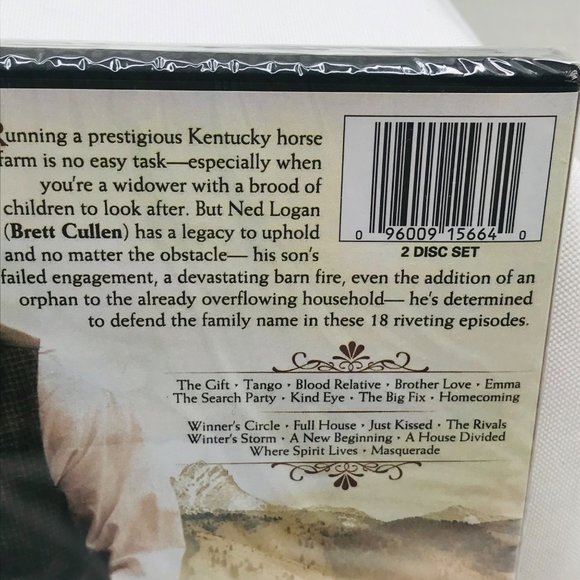 Running a prestigious Kentucky horse
farm is no easy task—especially when
you're a widower with a brood of
children to look after. But Ned Logan
(Brett Cullen) has a legacy to uphold
and no matter the obstacle— his son's
failed engagement, a devastating barn fire, even the addition of an
orphan to the already overflowing household— he's determined
to defend the family name in these 18 riveting episodes.
0 96009 15664 0
2 DISC SET
The Gift · Tango · Blood Relative · Brother Love · Emma
The Search Party · Kind Eye · The Big Fix · Homecoming
Winner's Circle · Full House · Just Kissed · The Rivals
Winter's Storm · A New Beginning · A House Divided
Where Spirit Lives · Masquerade